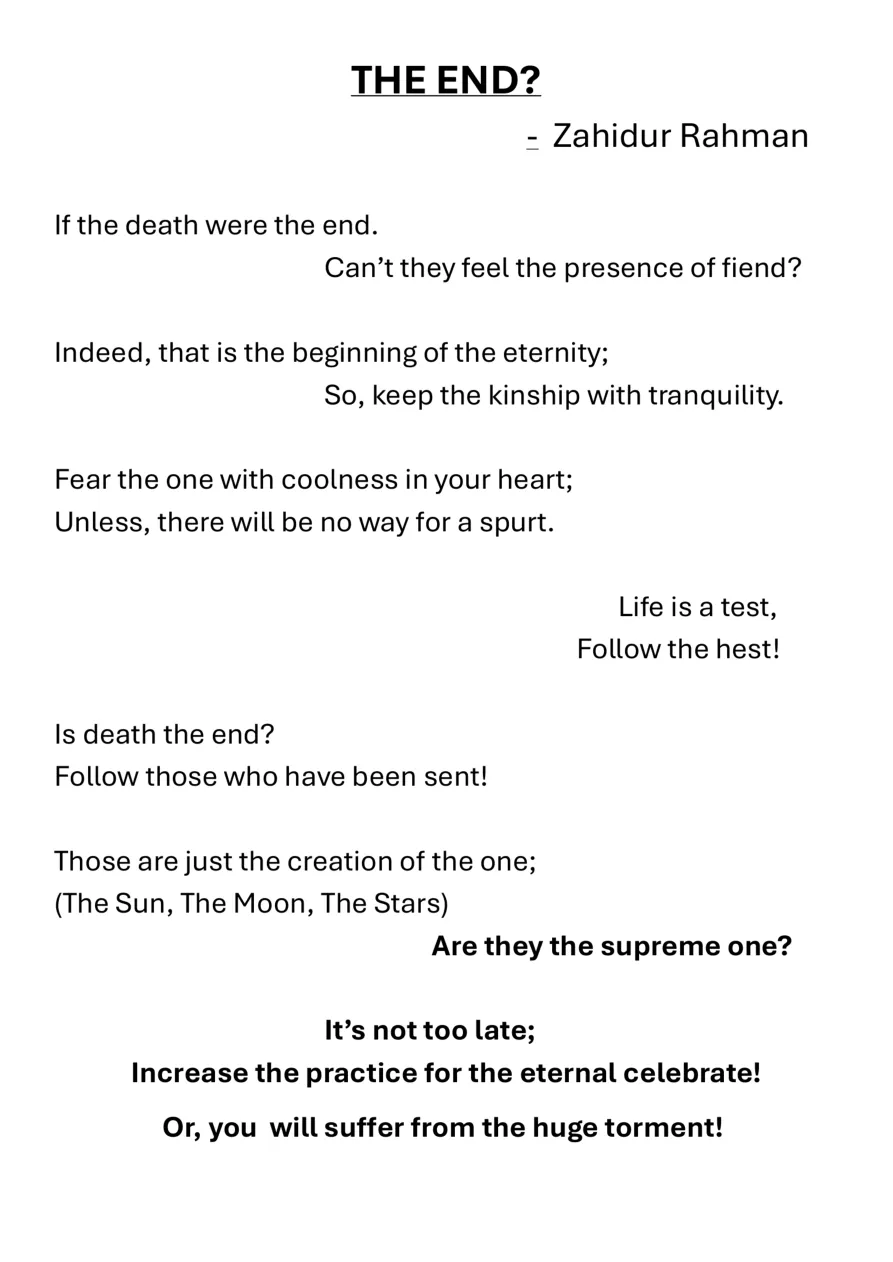 THE END?
- Zahidur Rahman
If the death were the end.
Can’t they feel the presence of fiend?
Indeed, that is the beginning of the eternity;
So, keep the kinship with tranquility.
Fear the one with coolness in your heart;
Unless, there will be no way for a spurt.
Life is a test,
Follow the hest!
Is death the end?
Follow those who have been sent!
Those are just the creation of the one;
(The Sun, The Moon, The Stars)
Are they the supreme one?
It’s not too late;
Increase the practice for the eternal celebrate!
Or, you  will suffer from the huge torment!